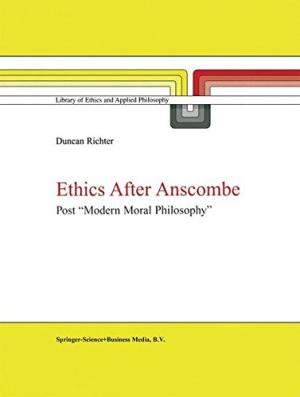 Library of Ethics and Applied Philosophy
Duncan Richter
Ethics After Anscombe
Post “Modern Moral Philosophy”
Springer-Science+Business Media, B.V.